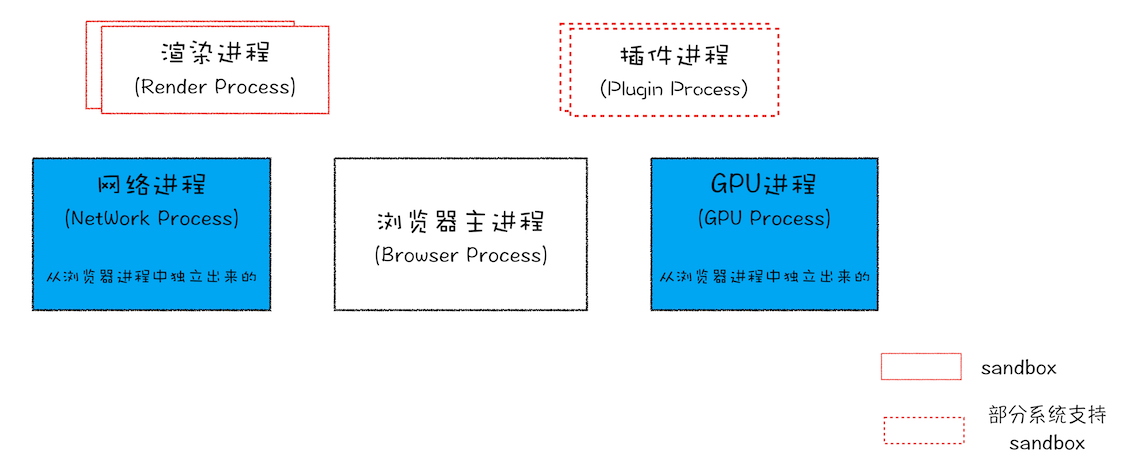 渲染进程
(Render Process)
插件进程
(Plugin Process)
网络进程
(NetWork Process)
从浏览器进程中独立出来的
浏览器主进程
(Browser Process)
GPU进程
(GPU Process)
从浏览器进程中独立出来的
sandbox
部分系统支持
sandbox